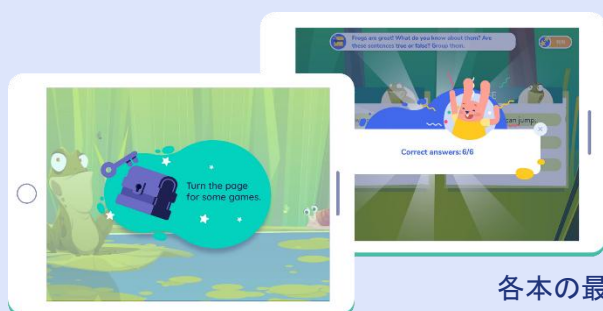 Frogs are great! What do you know about them? Are
these sentences true or false? Group them.
can jump.
Correct answers: 6/6
Turn the page
for some games.
各本の最